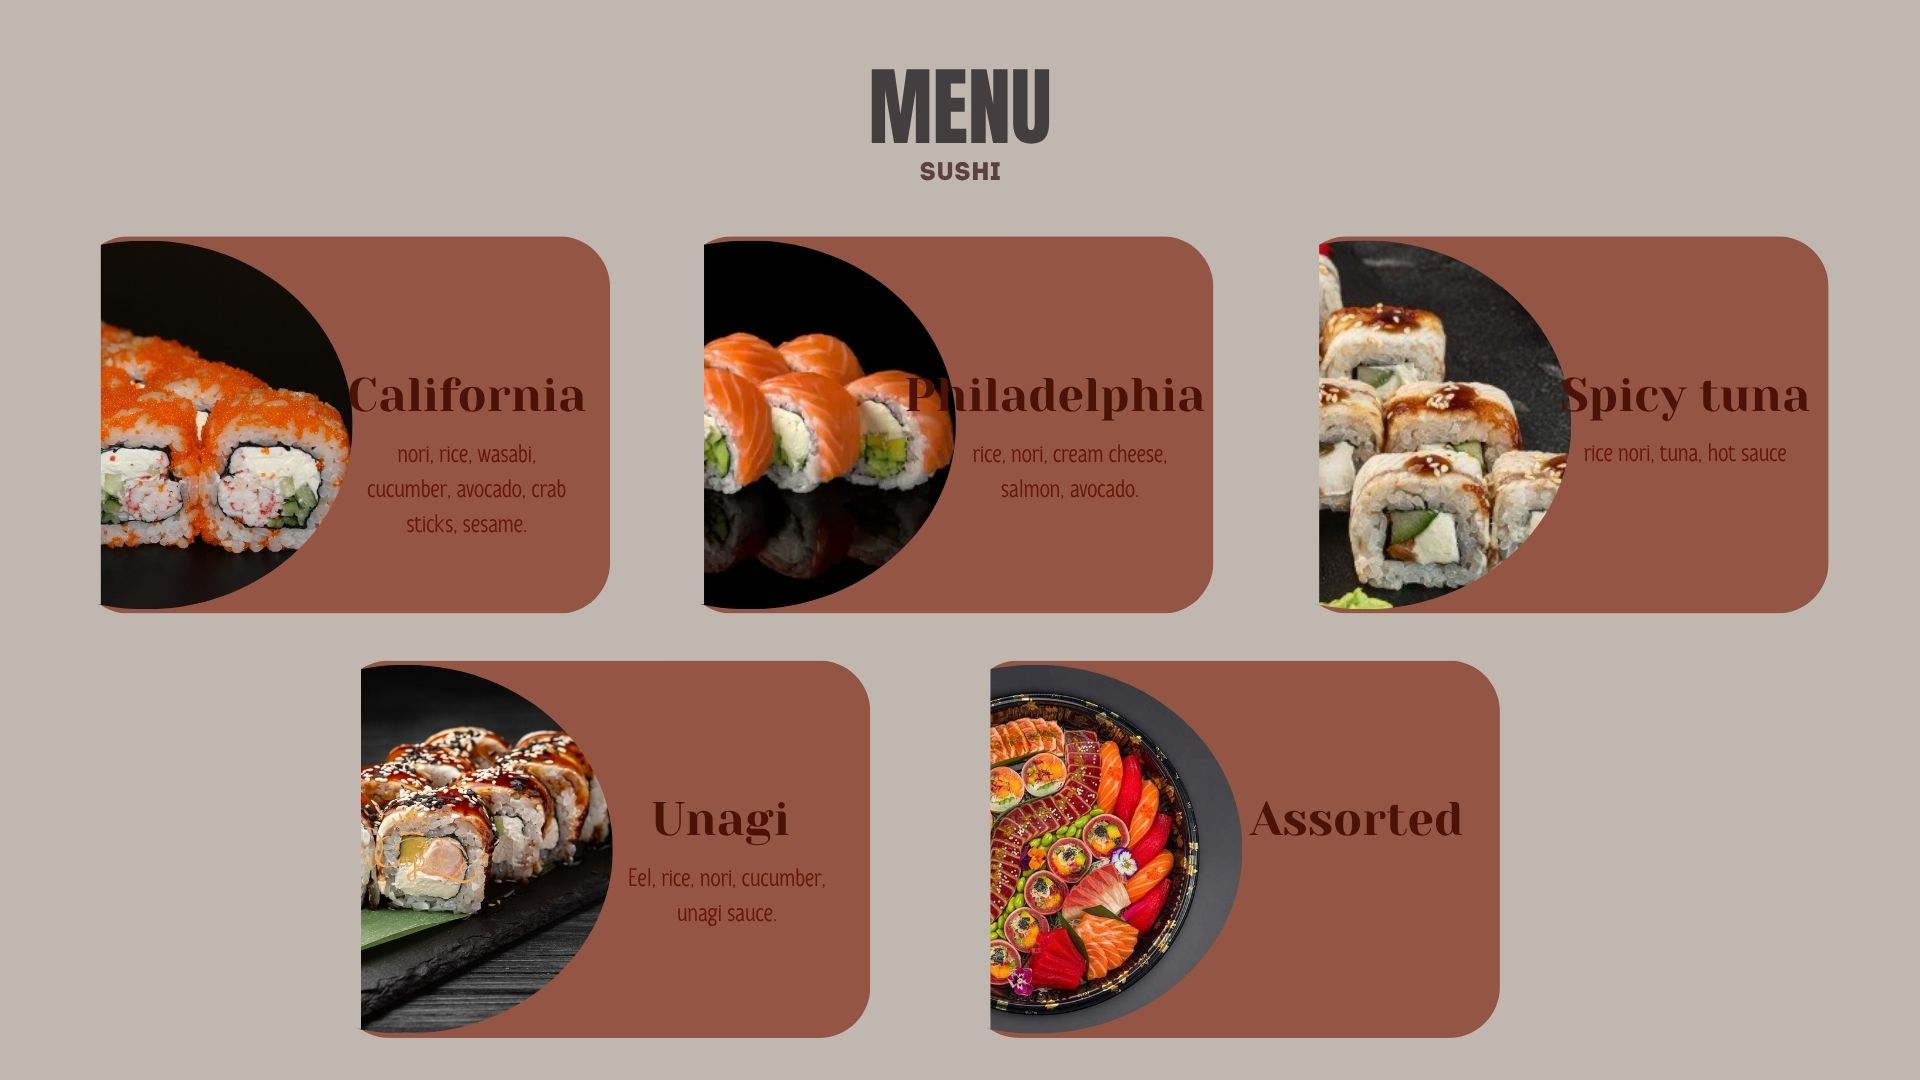 MENU
SUSHI
California
nori, rice, wasabi,
cucumber, avocado, crab
sticks, sesame.
Philadelphia
rice, nori, cream cheese,
salmon, avocado.
Spicy tuna
rice nori, tuna, hot sauce
Unagi
Eel, rice, nori, cucumber,
unagi sauce.
Assorted